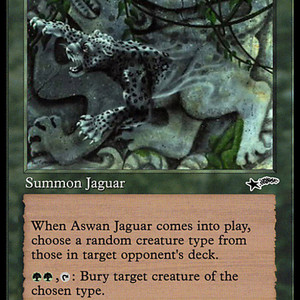 Summon Jaguar
When Aswan Jaguar comes into play,
choose a random creature type from
those in target opponent's deck.
: Bury target creature of the
chosen type.